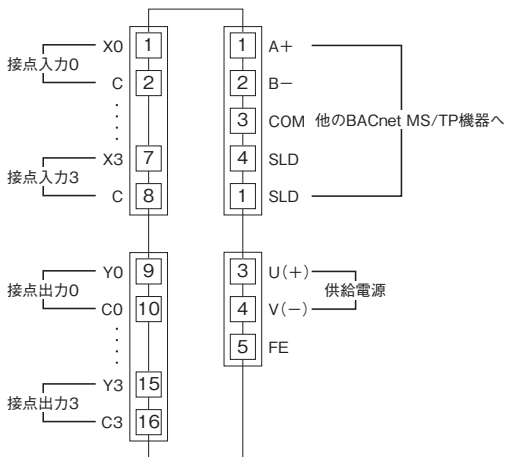 接点入力0
X0 1
C 2
X3 7
接点入力3
C 8
Y0 9
接点出力0
C0 10
Y3 15
接点出力3
C3 16
1 A+
2 B−
3 COM
他のBACnet MS/TP機器へ
4 SLD
1 SLD
3 U(+)
供給電源
4 V(−)
5 FE